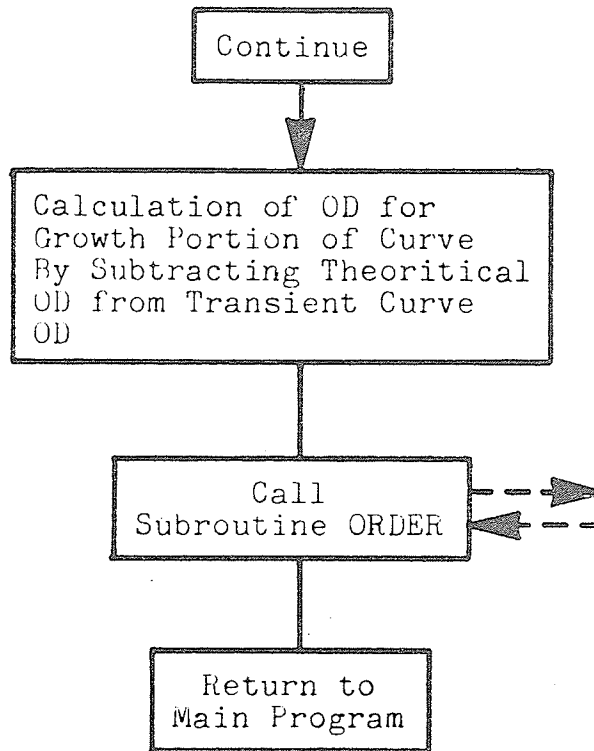 Continue
Calculation of OD for
Growth Portion of Curve
By Subtracting Theoritical
OD from Transient Curve
OD
Call
Subroutine ORDER
Return to
Main Program